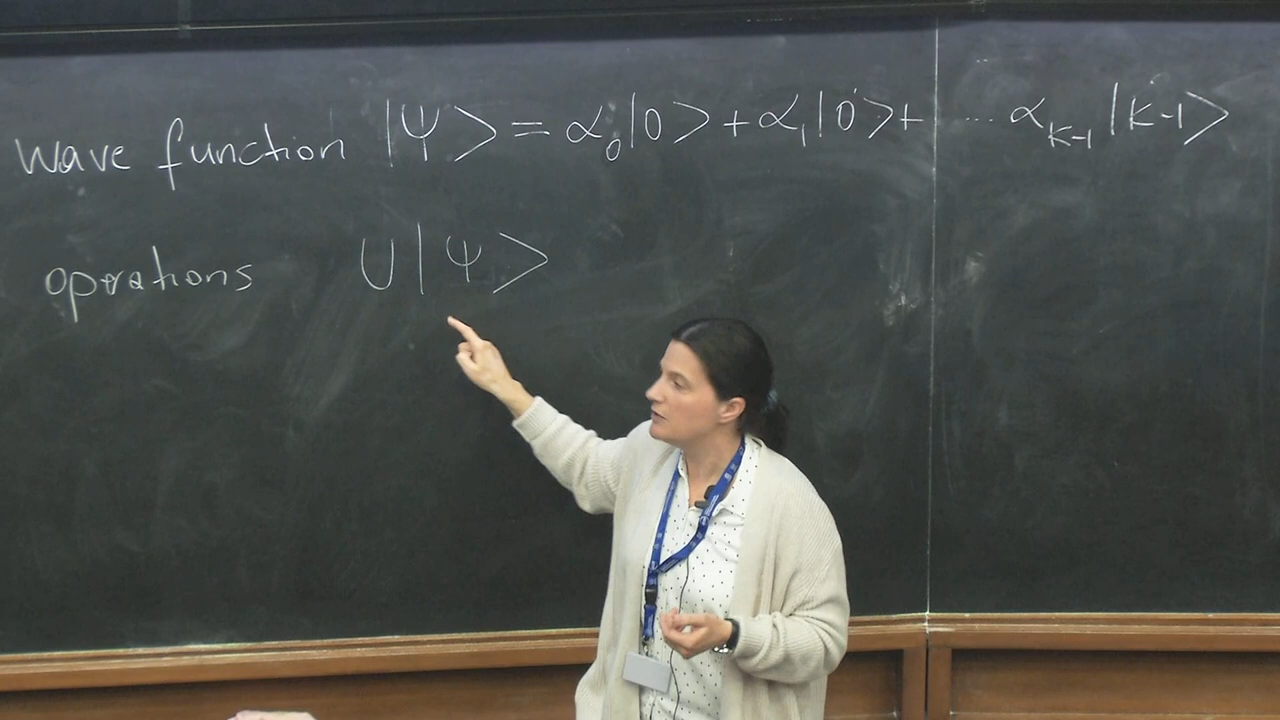 wave function |Ψ> = α₀|0> + α₁|0> + ... αₖ₋₁|k-1>
operations U|Ψ>